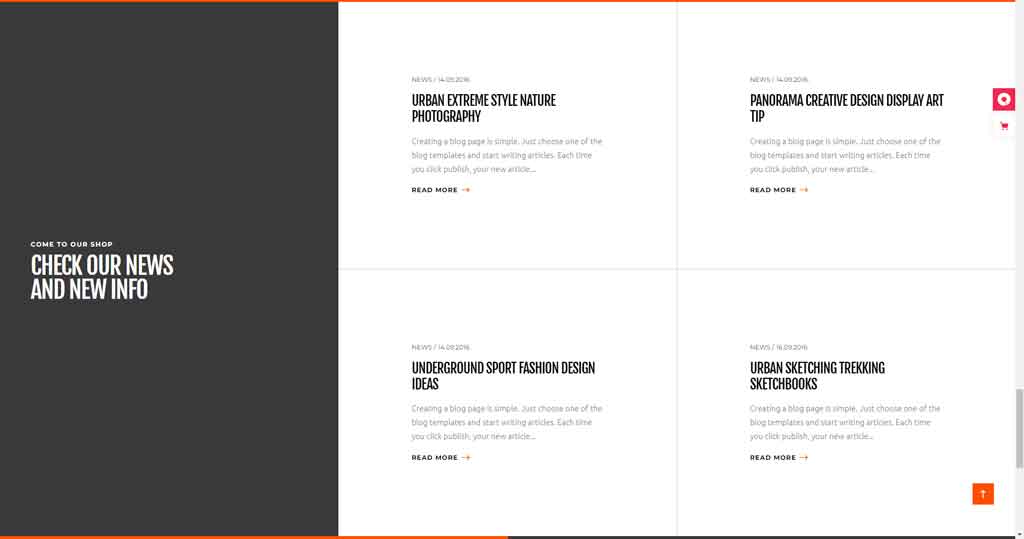 COME TO OUR SHOP
CHECK OUR NEWS
AND NEW INFO
NEWS / 14.09.2016.
URBAN EXTREME STYLE NATURE
PHOTOGRAPHY
Creating a blog page is simple. Just choose one of the
blog templates and start writing articles. Each time
you click publish, your new article...
READ MORE
NEWS / 14.09.2016.
PANORAMA CREATIVE DESIGN DISPLAY ART
TIP
Creating a blog page is simple. Just choose one of the
blog templates and start writing articles. Each time
you click publish, your new article...
READ MORE
NEWS / 14.09.2016.
UNDERGROUND SPORT FASHION DESIGN
IDEAS
Creating a blog page is simple. Just choose one of the
blog templates and start writing articles. Each time
you click publish, your new article...
READ MORE
NEWS / 16.09.2016.
URBAN SKETCHING TREKKING
SKETCHBOOKS
Creating a blog page is simple. Just choose one of the
blog templates and start writing articles. Each time
you click publish, your new article...
READ MORE